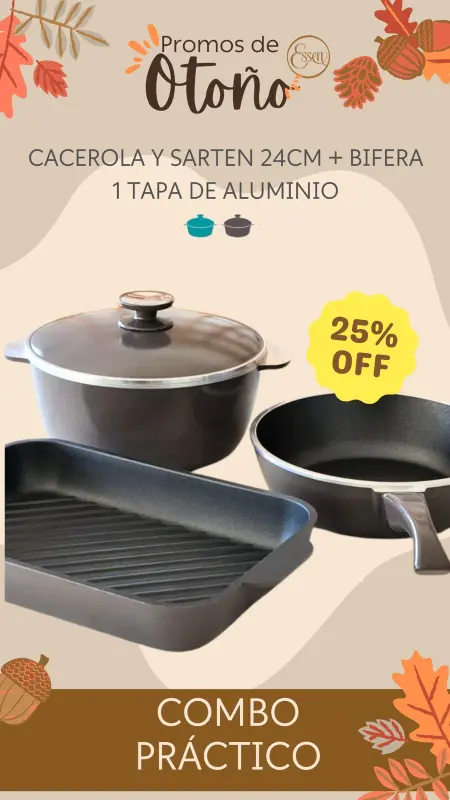 Promos de
Otoño
Essen
CACEROLA Y SARTEN 24CM + BIFERA
1 TAPA DE ALUMINIO
25%
OFF
COMBO
PRÁCTICO